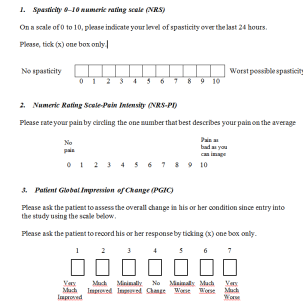 1. Spasticity 0-10 numeric rating scale (NRS)
On a scale of 0 to 10, please indicate your level of spasticity over the last 24 hours.
Please, tick (x) one box only.
No spasticity Worst possible spasticity
0 1 2 3 4 5 6 7 8 9 10
2. Numeric Rating Scale-Pain Intensity (NRS-PI)
Please rate your pain by circling the one number that best describes your pain on the average
No Pain as
pain bad as you
can image
0 1 2 3 4 5 6 7 8 9 10
3. Patient Global Impression of Change (PGIC)
Please ask the patient to assess the overall change in his or her condition since entry into
the study using the scale below.
Please ask the patient to record his or her response by ticking (x) one box only.
1 2 3 4 5 6 7
Very Much Minimally No Minimally Much Very
Much Improved Improved Change Worse Worse Much
Improved Worse